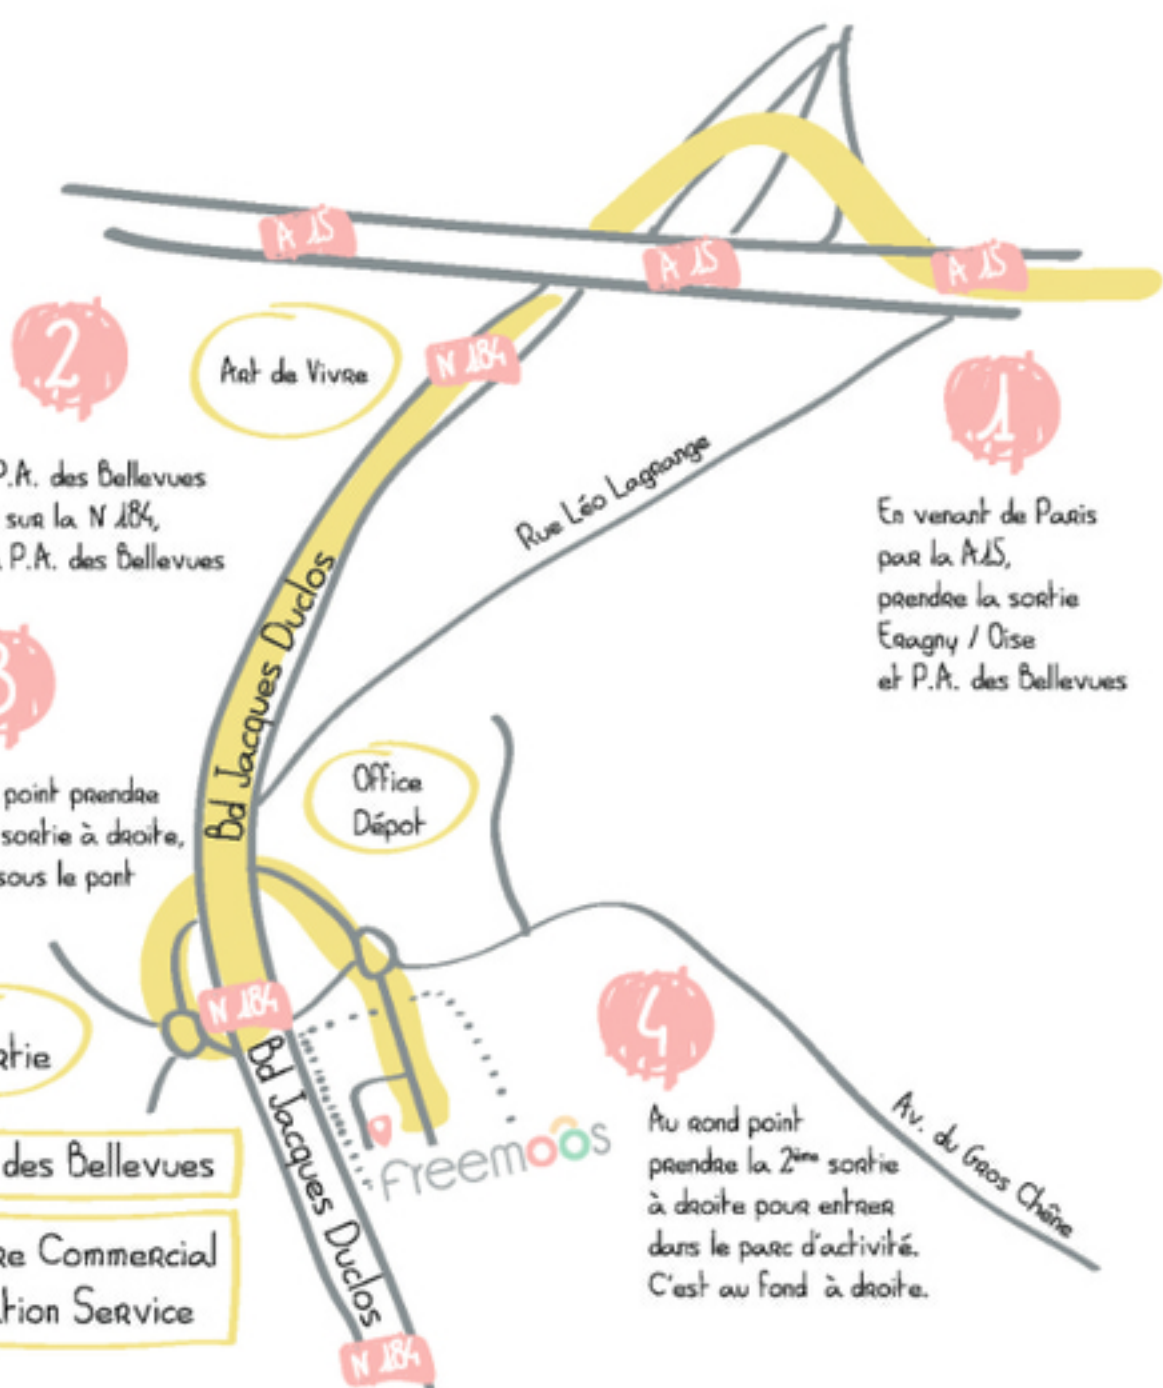 A 15
A 15
A 15
N 184
2
Art de Vivre
1
P.A. des Bellevues
sur la N 184,
P.A. des Bellevues
Rue Léo Lagrange
En venant de Paris
par la A15,
prendre la sortie
Eragny / Oise
et P.A. des Bellevues
Bd Jacques Duclos
3
point prendre
sortie à droite,
sous le pont
Office
Dépôt
N 184
4
Bd Jacques Duclos
freemoos
Au rond point
prendre la 2ème sortie
à droite pour entrer
dans le parc d'activité.
C'est au fond à droite.
Av. du Gros Chêne
des Bellevues
Commercial
Service
N 184